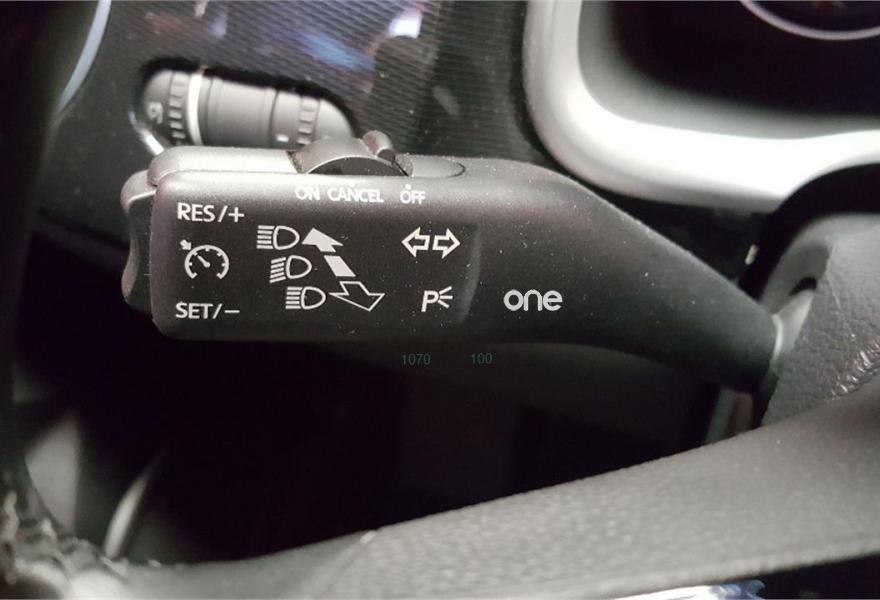 ON CANCEL OFF
RES/+
SET/-
P
one
1070 100